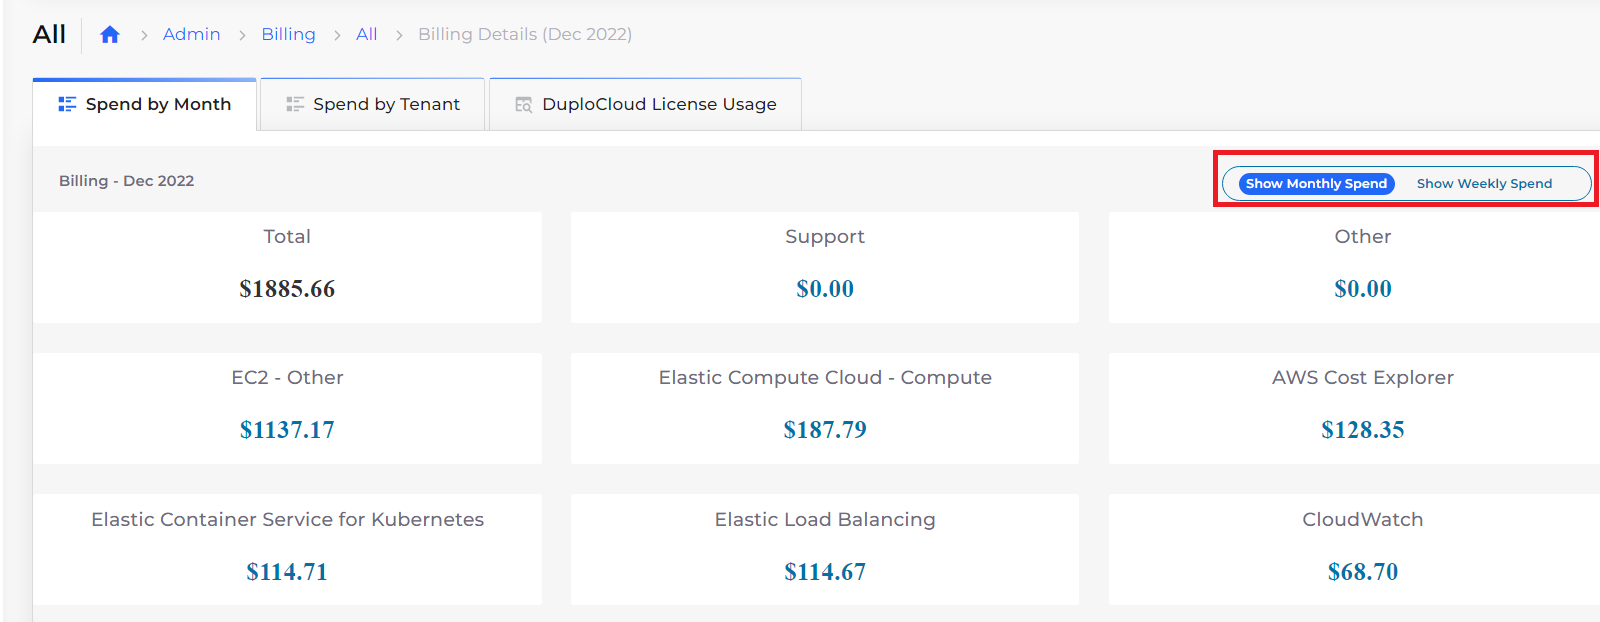 All Admin Billing All Billing Details (Dec 2022)
Spend by Month Spend by Tenant DuploCloud License Usage
Billing - Dec 2022 Show Monthly Spend Show Weekly Spend
Total Support Other
$1885.66 $0.00 $0.00
EC2 - Other Elastic Compute Cloud - Compute AWS Cost Explorer
$1137.17 $187.79 $128.35
Elastic Container Service for Kubernetes Elastic Load Balancing CloudWatch
$114.71 $114.67 $68.70